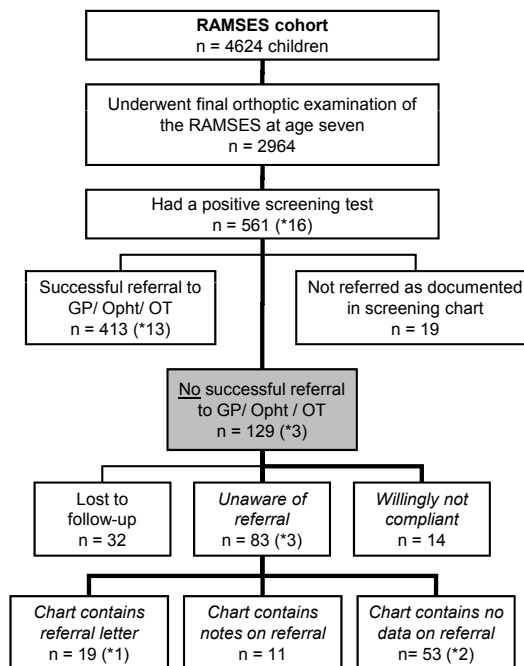 RAMSES cohort
n = 4624 children
Underwent final orthoptic examination of
the RAMSES at age seven
n = 2964
Had a positive screening test
n = 561 (*16)
Successful referral to
GP/ Opht/ OT
n = 413 (*13)
Not referred as documented
in screening chart
n = 19
No successful referral
to GP/ Opht / OT
n = 129 (*3)
Lost to
follow-up
n = 32
Unaware of
referral
n = 83 (*3)
Willingly not
compliant
n = 14
Chart contains
referral letter
n = 19 (*1)
Chart contains
notes on referral
n = 11
Chart contains no
data on referral
n= 53 (*2)